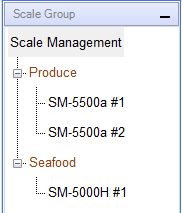 Scale Group
Scale Management
Produce
SM-5500a #1
SM-5500a #2
Seafood
SM-5000H #1